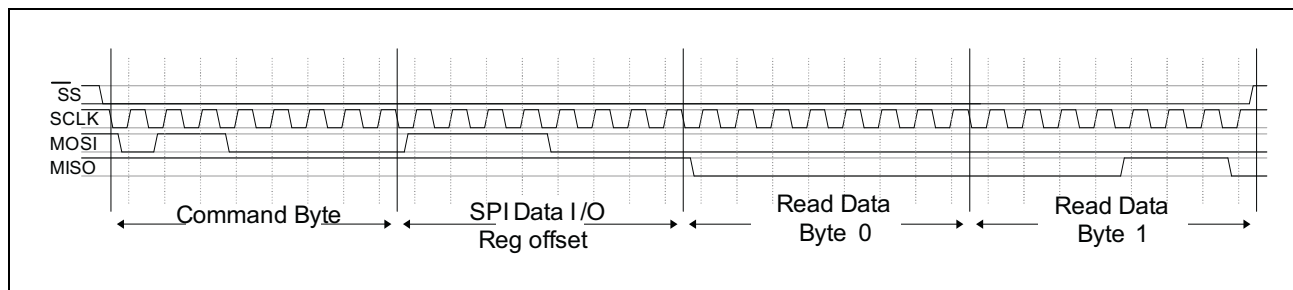 SS
SCLK
MOSI
MISO
Command Byte
SPI Data I/O
Reg offset
Read Data
Byte 0
Read Data
Byte 1